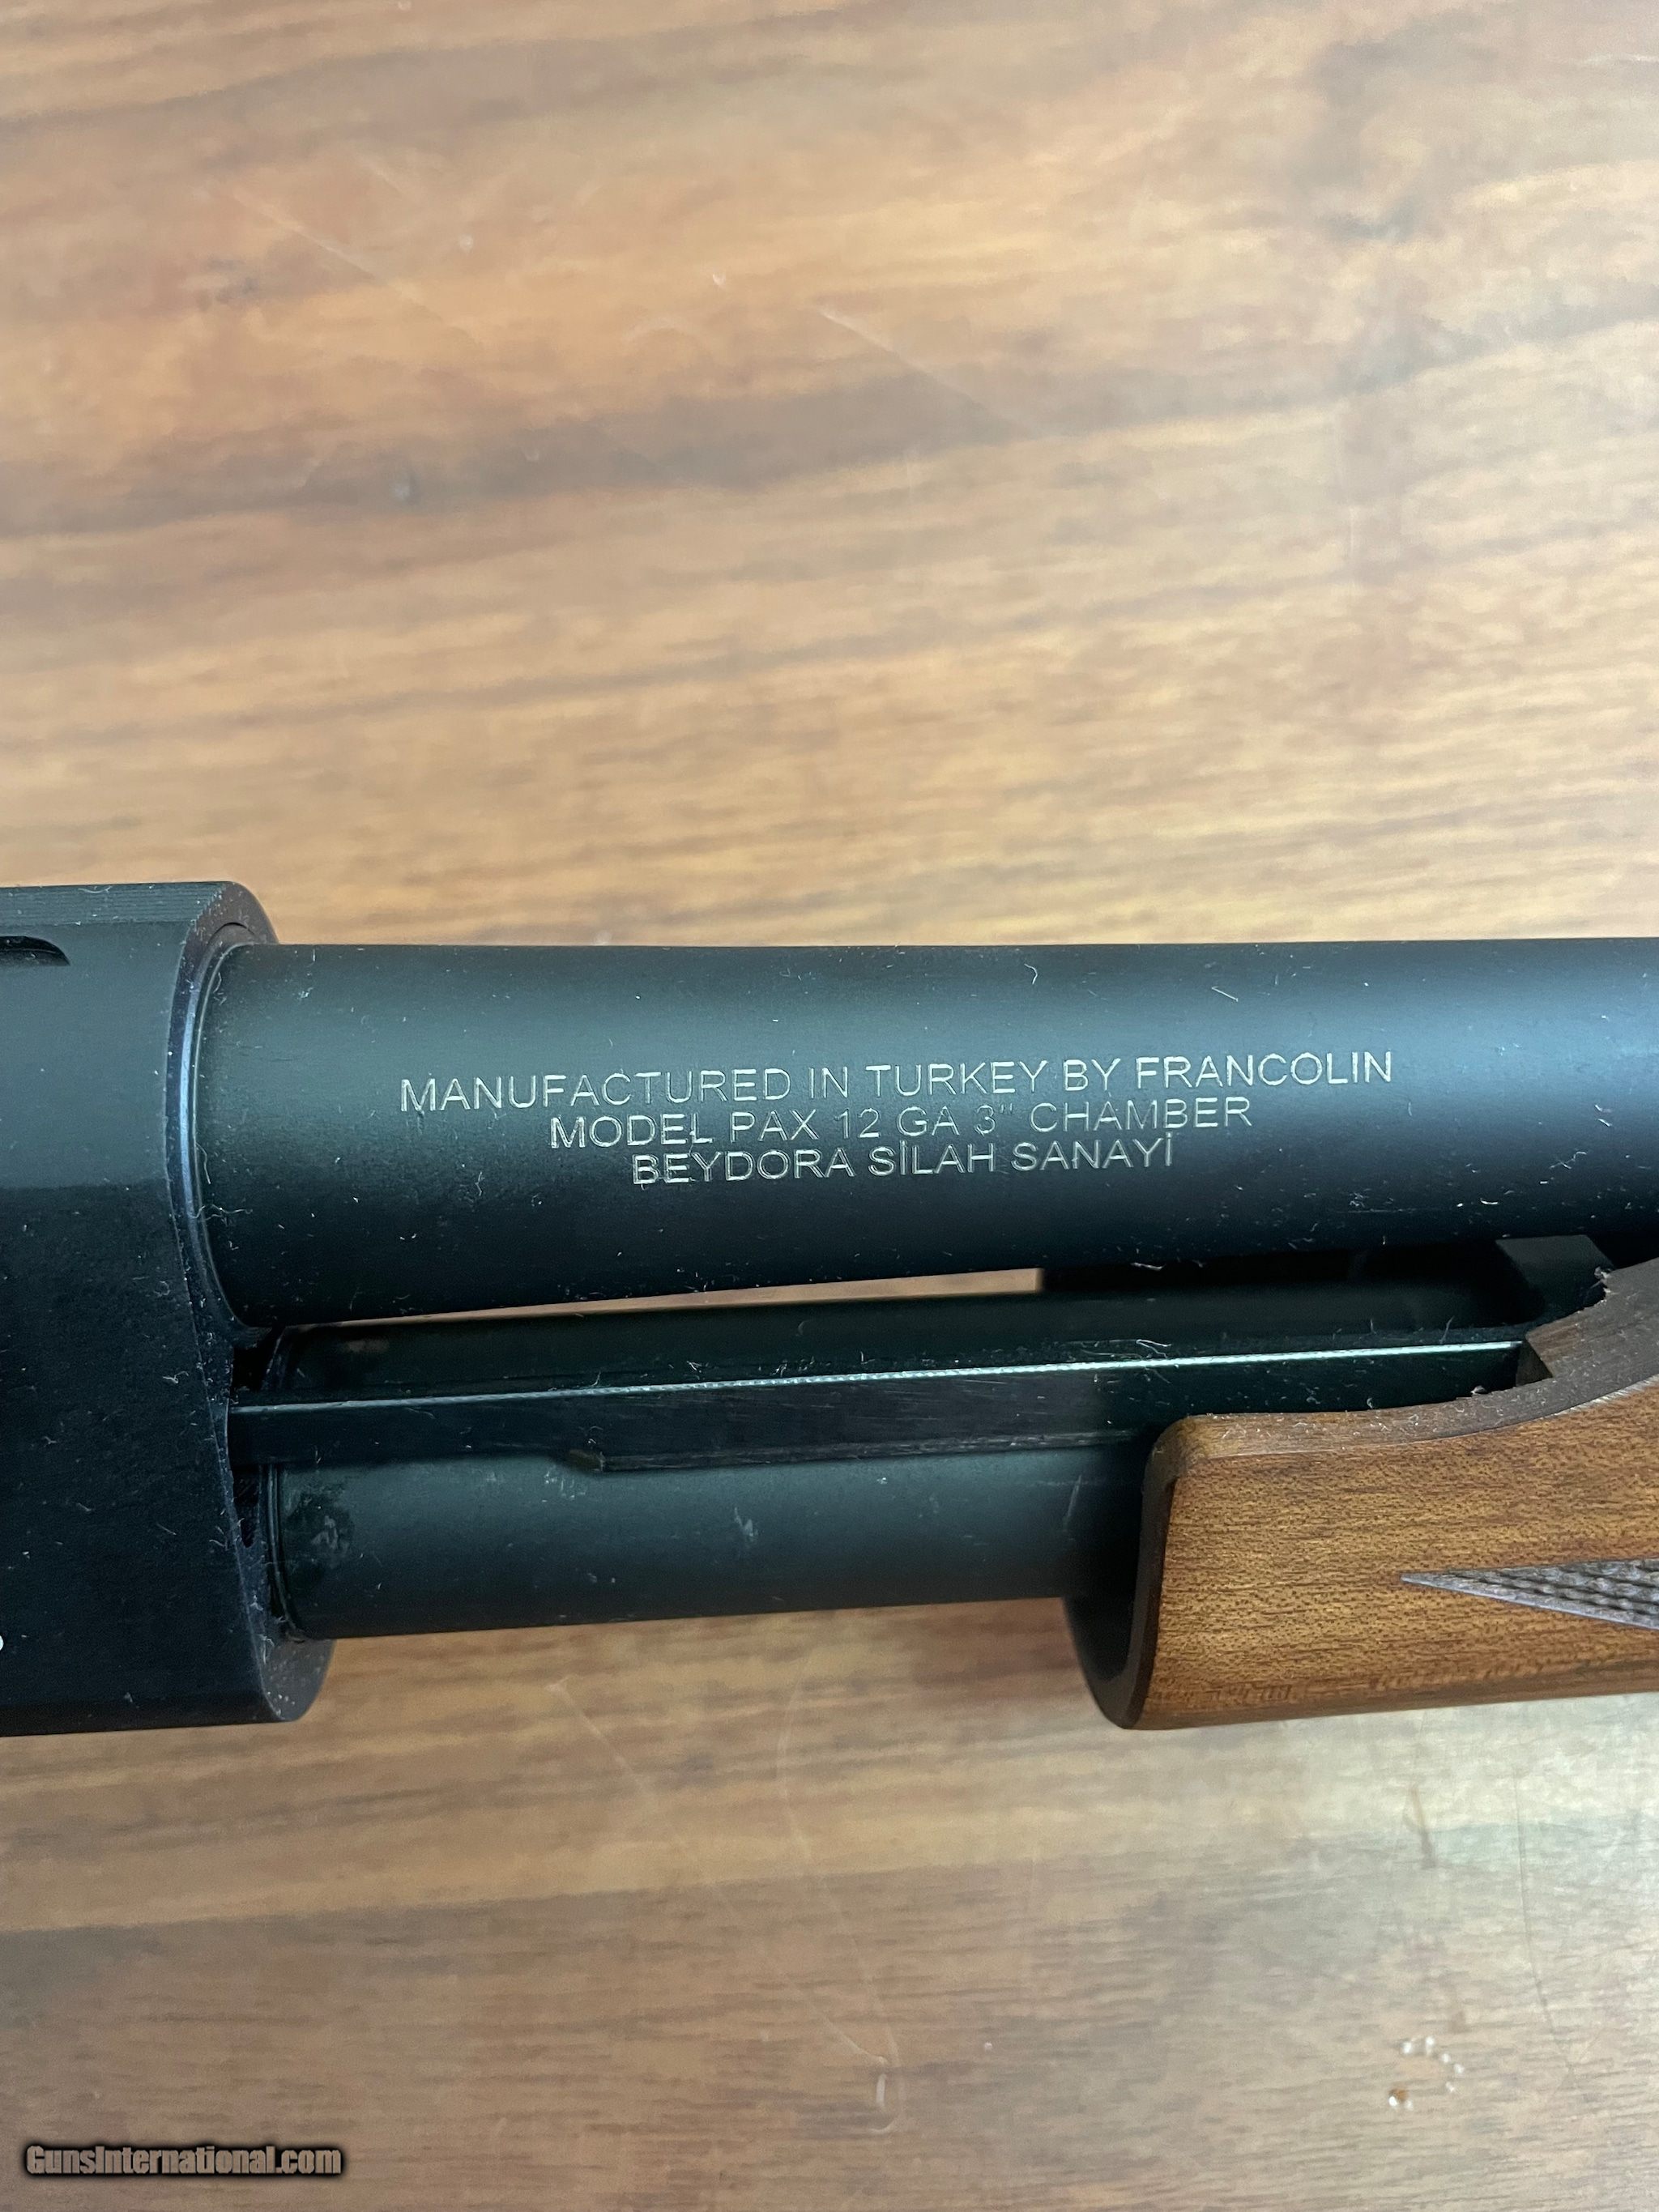 MANUFACTURED IN TURKEY BY FRANCOLIN
MODEL PAX 12 GA 3" CHAMBER
BEYDORA SİLAH SANAYİ
GunsInternational.com